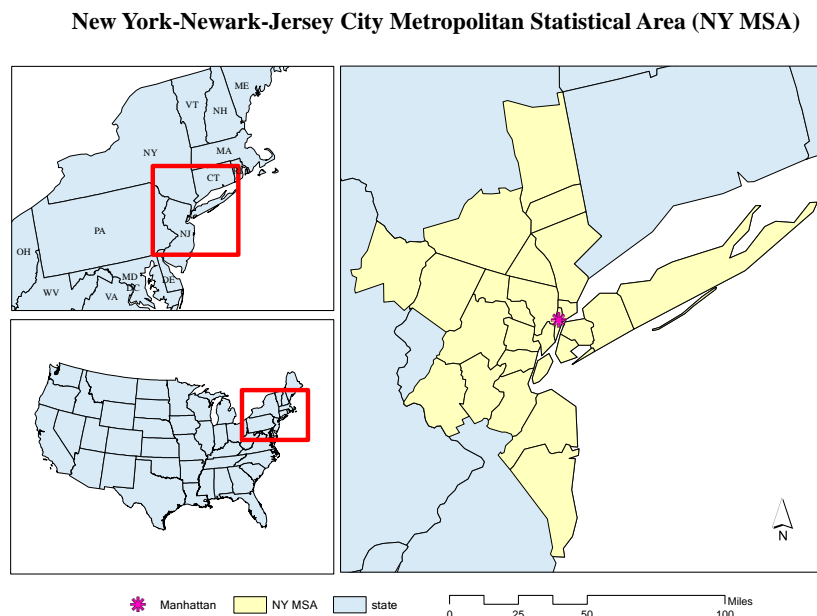 New York-Newark-Jersey City Metropolitan Statistical Area (NY MSA)
ME
VT
NH
NY
MA
CT
RI
PA
NJ
OH
MD
DE
DC
WV
VA
N
Manhattan
NY MSA
state
Miles
0
25
50
100